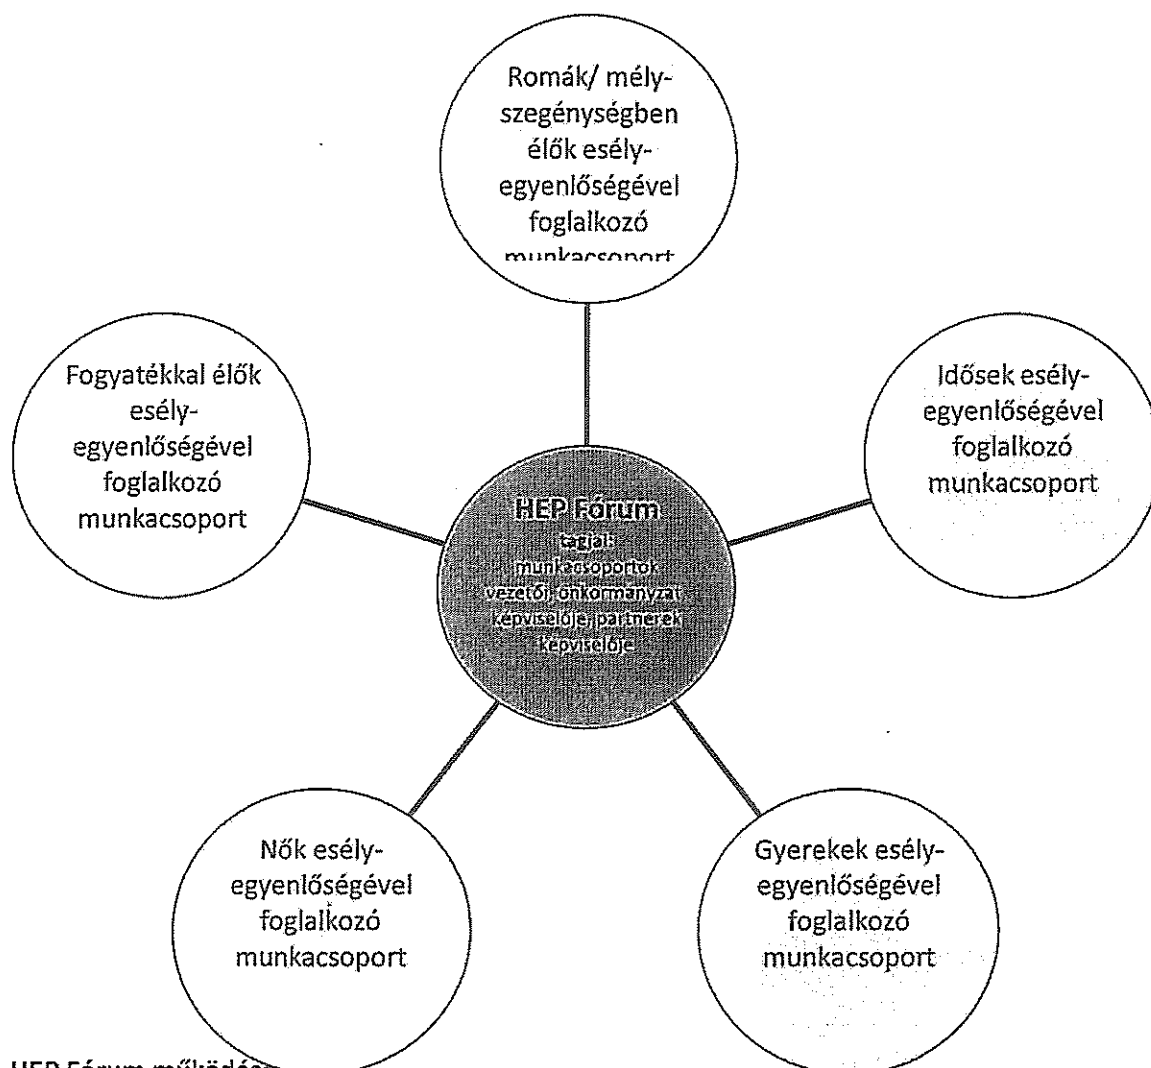 Romák/ mély-
szegénységben
élők esély-
egyenlőségével
foglalkozó
munkacsoport
Fogyatékkal élők
esély-
egyenlőségével
foglalkozó
munkacsoport
Idősek esély-
egyenlőségével
foglalkozó
munkacsoport
HEP Fórum
tagjai:
munkacsoportok
vezetői, önkormányzat
képviselője, partnerek
képviselője
Nők esély-
egyenlőségével
foglalkozó
munkacsoport
Gyerekek esély-
egyenlőségével
foglalkozó
munkacsoport
HEP Fórum működése